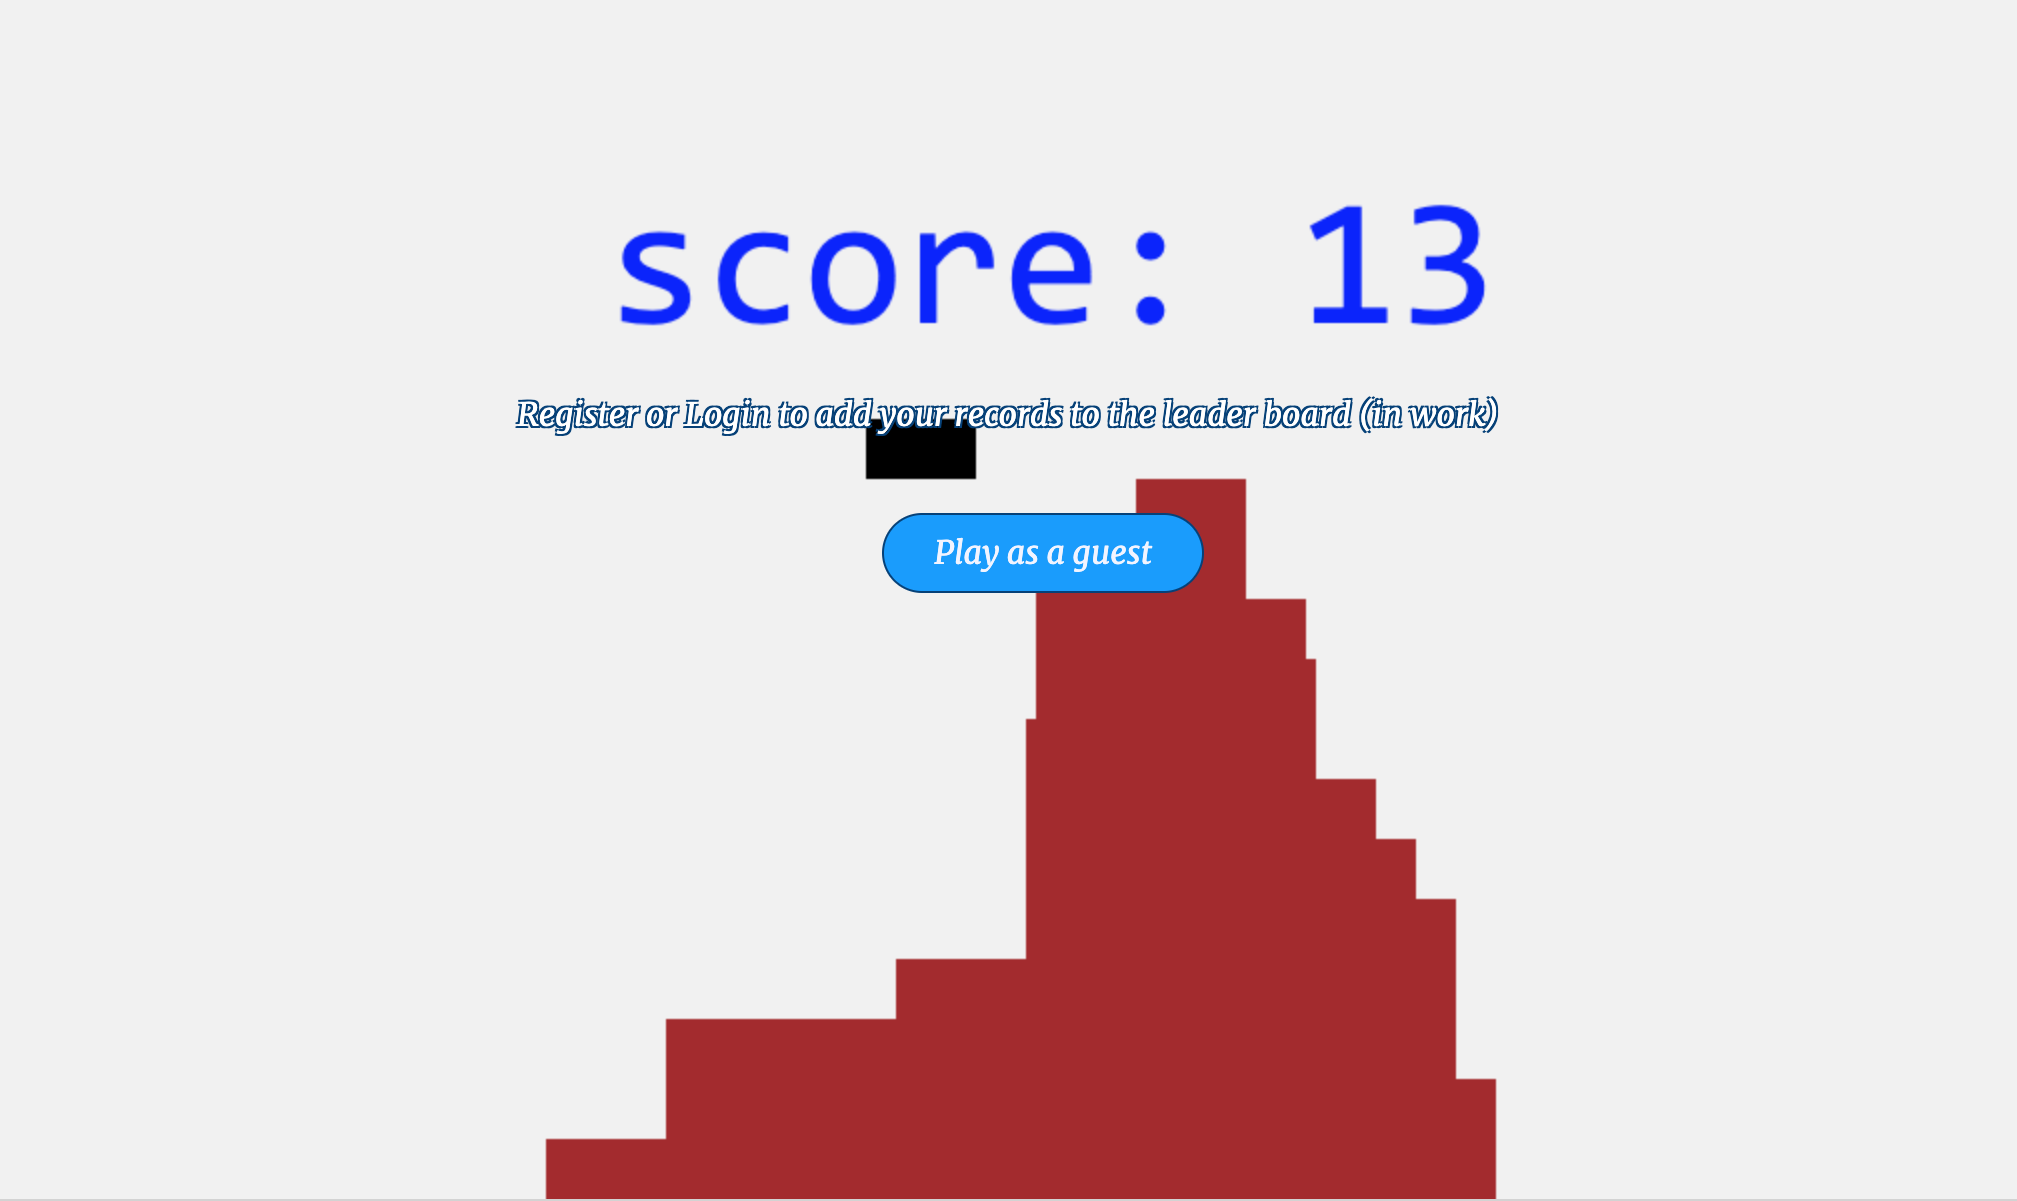 score: 13
Register or Login to add your records to the leader board (in work)
Play as a guest